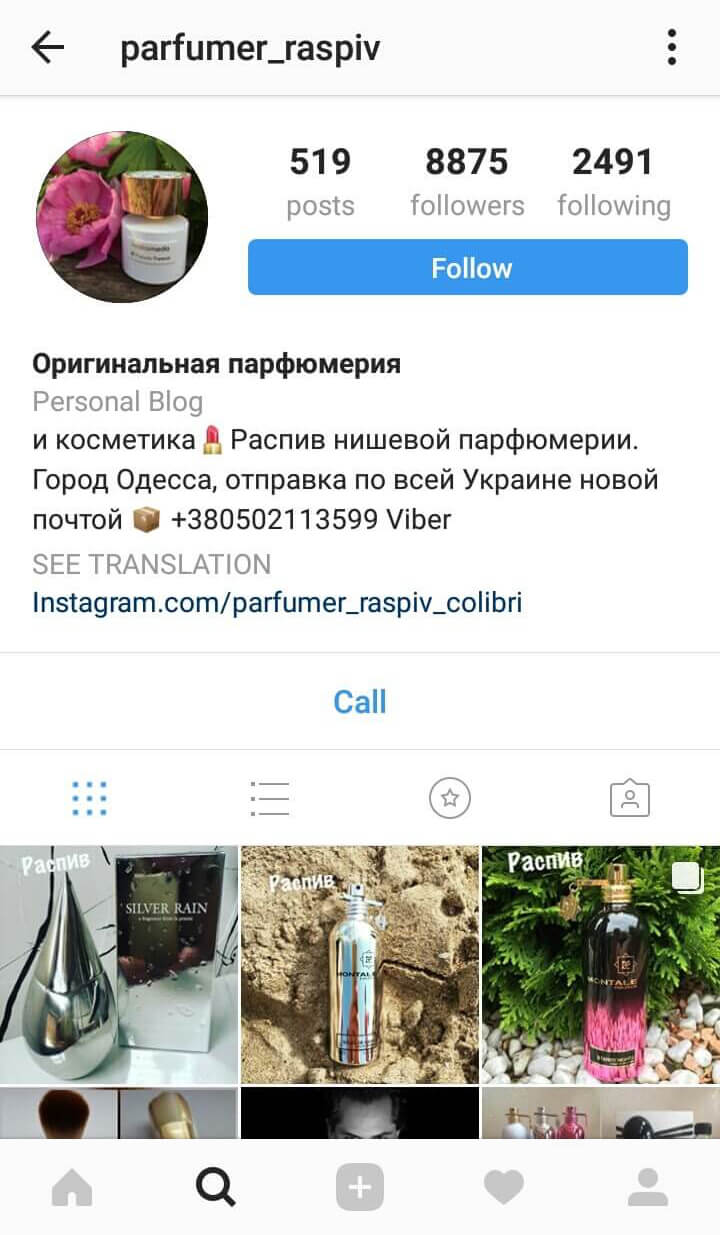 parfumer_raspiv
519 8875 2491
posts followers following
Follow
Оригинальная парфюмерия
Personal Blog
и косметика💄 Распив нишевой парфюмерии.
Город Одесса, отправка по всей Украине новой
почтой 📦 +380502113599 Viber
SEE TRANSLATION
Instagram.com/parfumer_raspiv_colibri
Call
Распив
SILVER RAIN
Распив
MONTALE
Распив
MONTALE